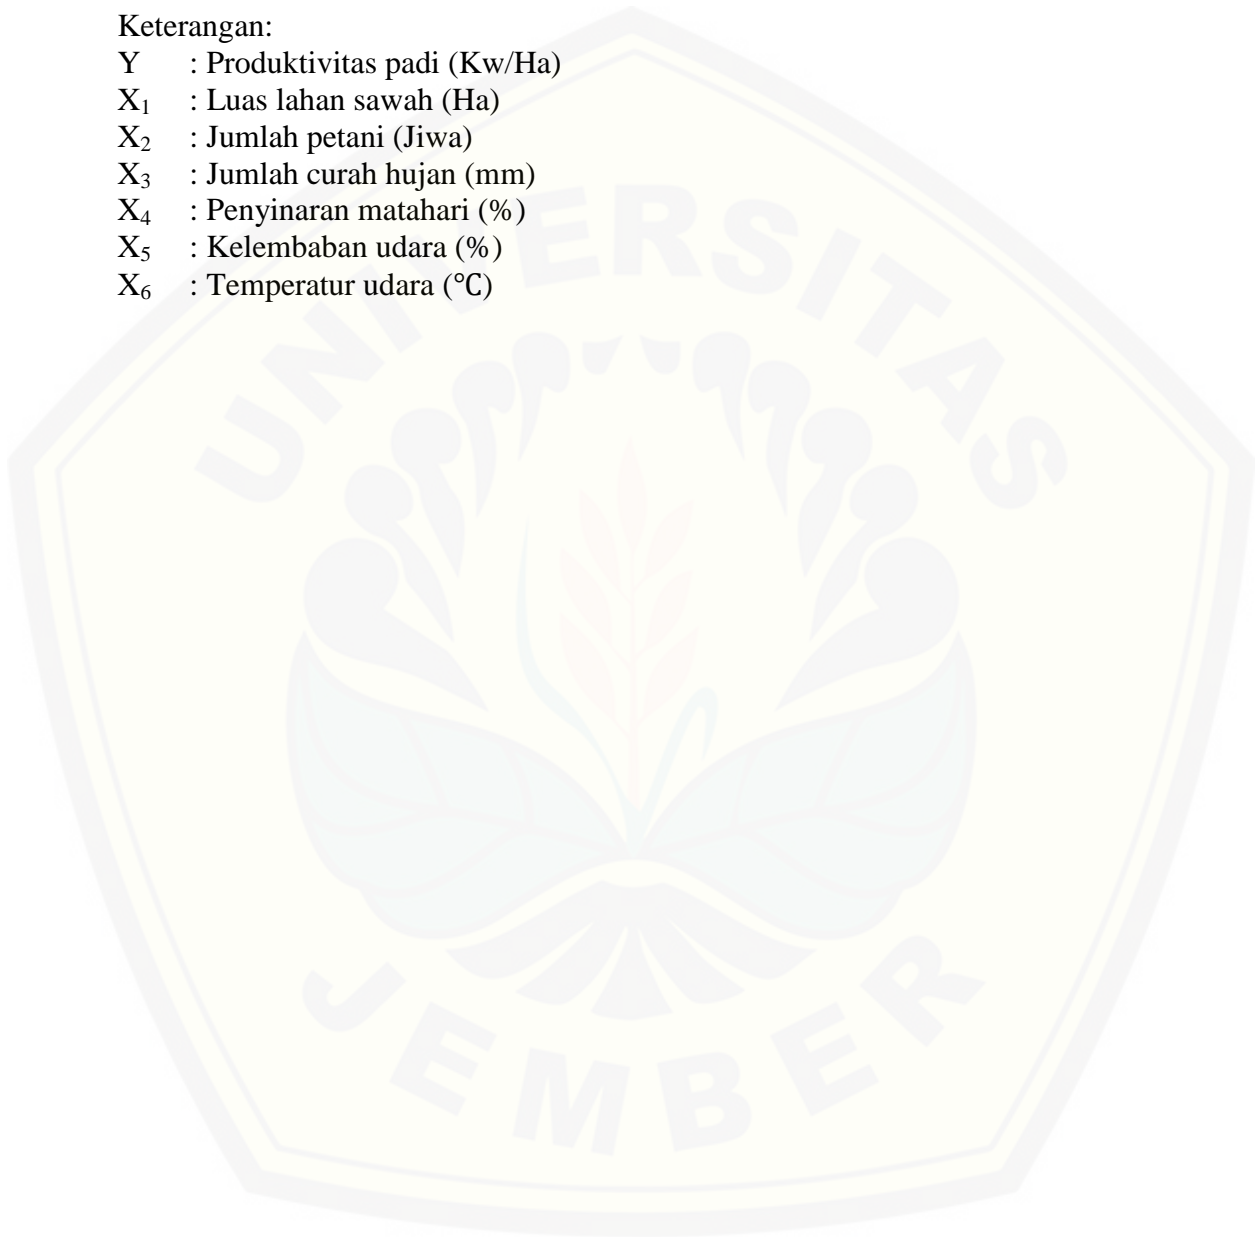 Keterangan:
Y : Produktivitas padi (Kw/Ha)
X₁ : Luas lahan sawah (Ha)
X₂ : Jumlah petani (Jiwa)
X₃ : Jumlah curah hujan (mm)
X₄ : Penyinaran matahari (%)
X₅ : Kelembaban udara (%)
X₆ : Temperatur udara (℃)
UNIVERSITAS
JEMBER